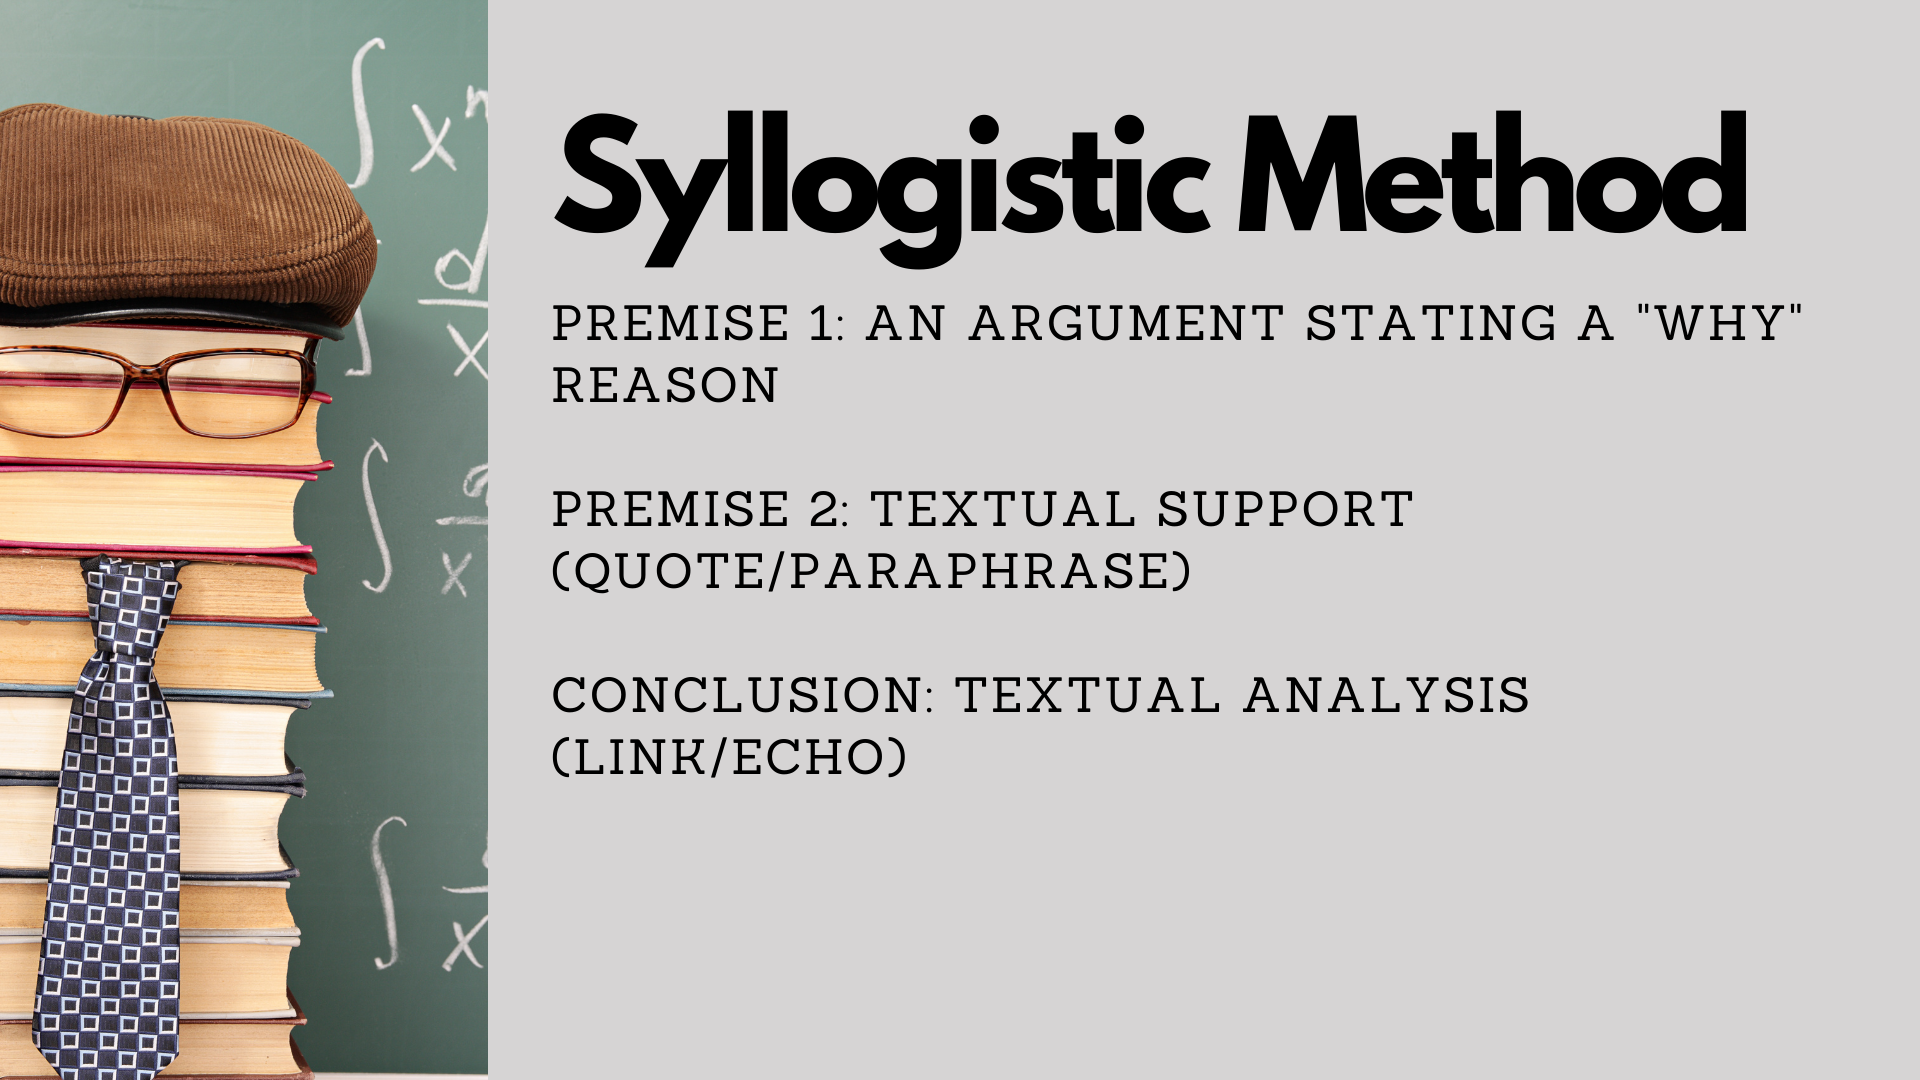 Syllogistic Method
PREMISE 1: AN ARGUMENT STATING A "WHY"
REASON
PREMISE 2: TEXTUAL SUPPORT
(QUOTE/PARAPHRASE)
CONCLUSION: TEXTUAL ANALYSIS
(LINK/ECHO)
∫ x
d
x
∫
x
∫
x